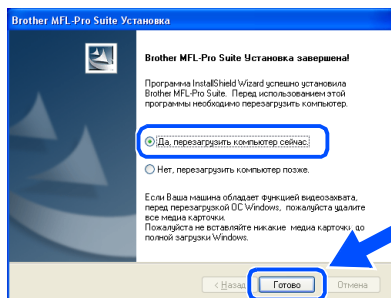 Brother MFL-Pro Suite Установка
Brother MFL-Pro Suite Установка завершена!
Программа InstallShield Wizard успешно установила
Brother MFL-Pro Suite. Перед использованием этой
программы необходимо перезагрузить компьютер.
Да, перезагрузить компьютер сейчас.
Нет, перезагрузить компьютер позже.
Если Ваша машина обладает функцией видеозахвата,
перед перезагрузкой ОС Windows, пожалуйста удалите
все медиа карточки.
Пожалуйста не вставляйте никакие медиа карточки, до
полной загрузки Windows.
< Назад Готово Отмена